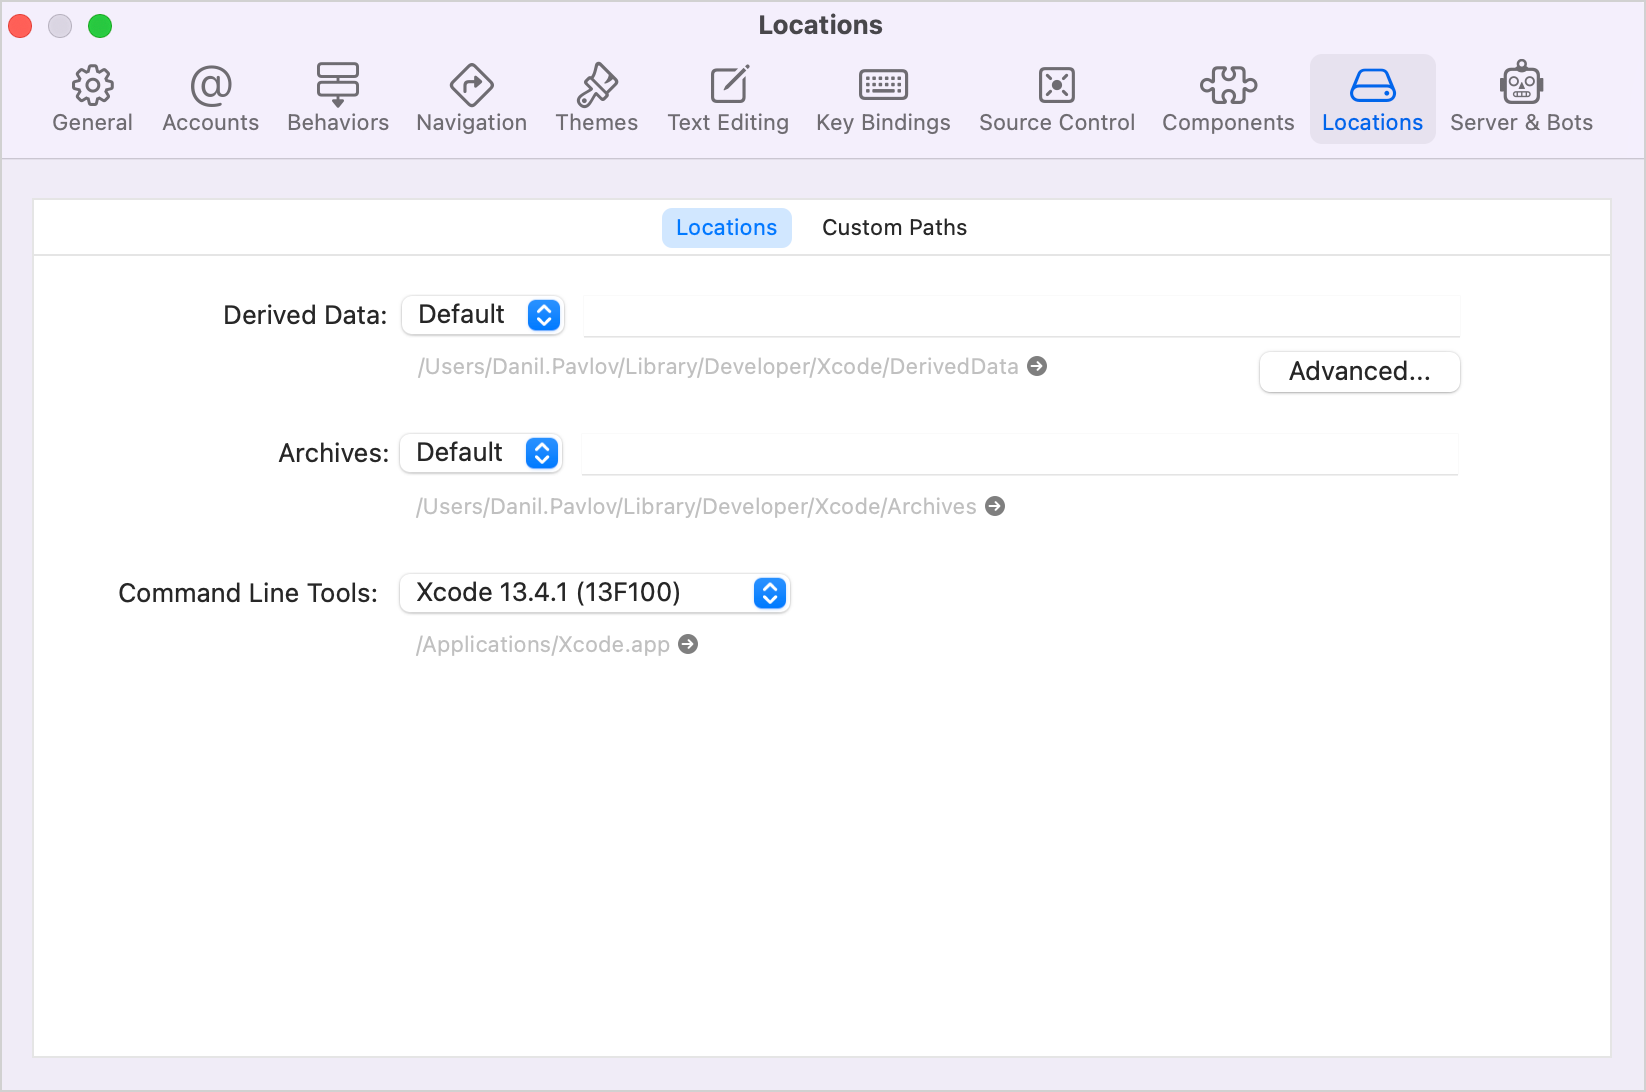 Locations
General Accounts Behaviors Navigation Themes Text Editing Key Bindings Source Control Components Locations Server & Bots
Locations Custom Paths
Derived Data: Default
/Users/Danil.Pavlov/Library/Developer/Xcode/DerivedData
Advanced...
Archives: Default
/Users/Danil.Pavlov/Library/Developer/Xcode/Archives
Command Line Tools: Xcode 13.4.1 (13F100)
/Applications/Xcode.app